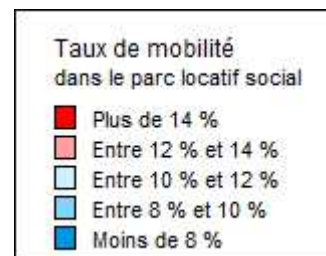 Taux de mobilité
dans le parc locatif social
Plus de 14 %
Entre 12 % et 14 %
Entre 10 % et 12 %
Entre 8 % et 10 %
Moins de 8 %